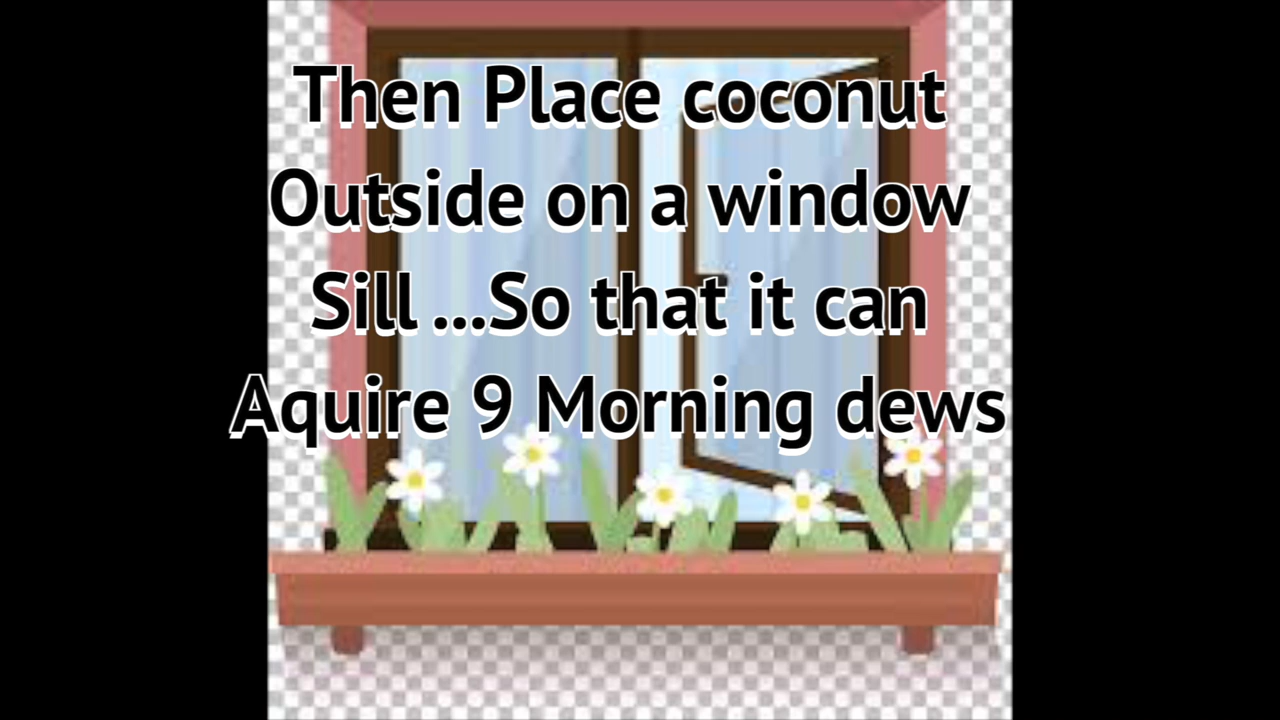 Then Place coconut
Outside on a window
Sill ...So that it can
Aquire 9 Morning dews